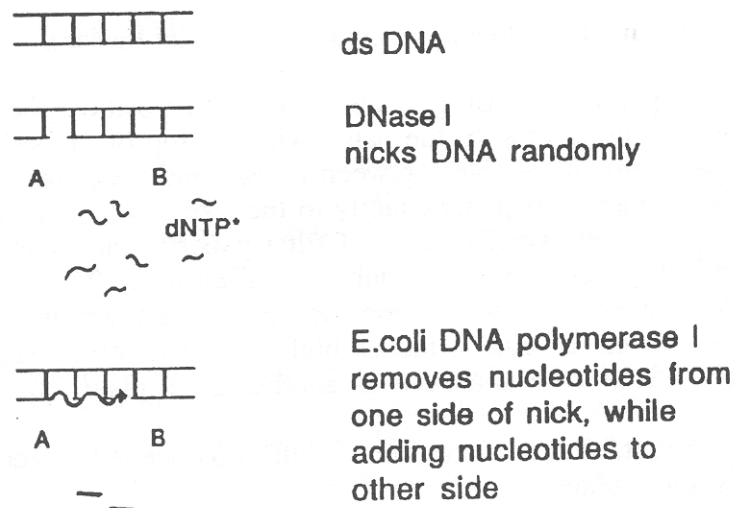 ds DNA
DNase I
nicks DNA randomly
A B
dNTP*
E.coli DNA polymerase I
removes nucleotides from
one side of nick, while
adding nucleotides to
other side
A B